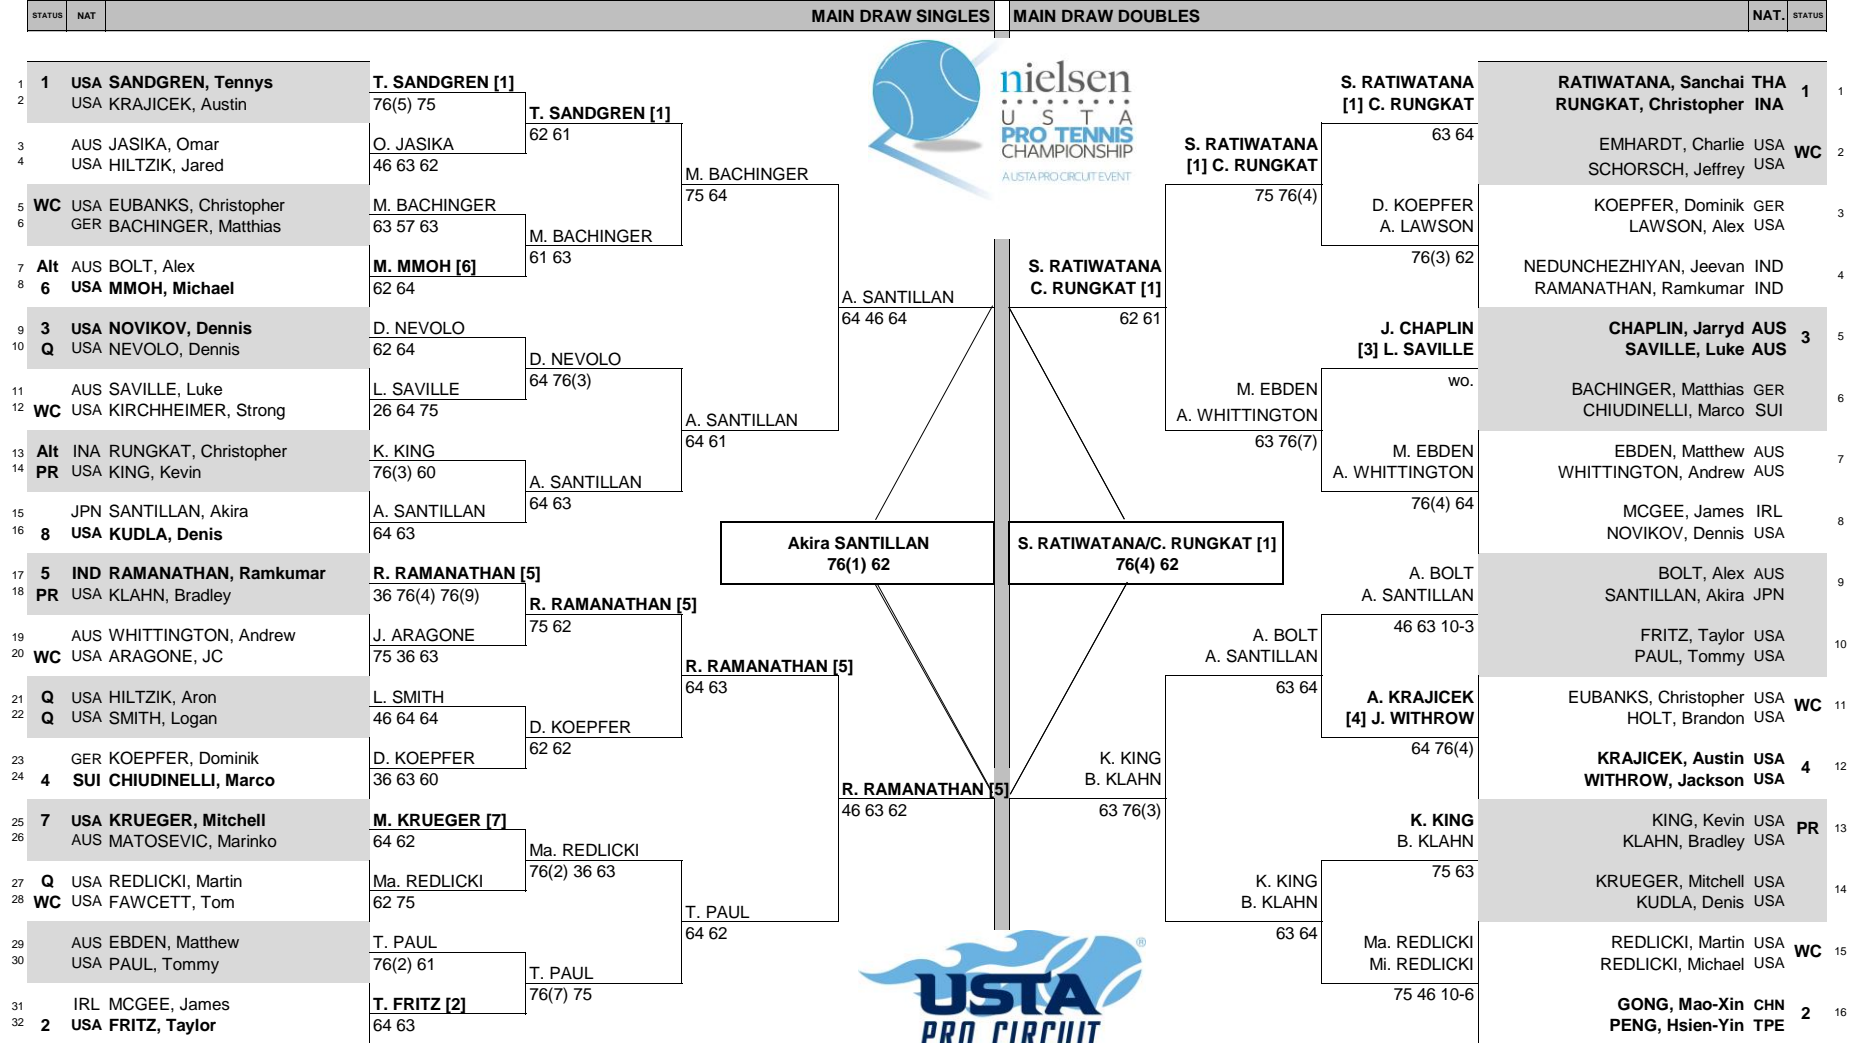 STATUS NAT MAIN DRAW SINGLES MAIN DRAW DOUBLES NAT. STATUS
nielsen
USTA
PRO TENNIS
CHAMPIONSHIP
A USTA PRO CIRCUIT EVENT
1 1 USA SANDGREN, Tennys
2 USA KRAJICEK, Austin
3 AUS JASIKA, Omar
4 USA HILTZIK, Jared
5 WC USA EUBANKS, Christopher
6 GER BACHINGER, Matthias
7 Alt AUS BOLT, Alex
8 6 USA MMOH, Michael
9 3 USA NOVIKOV, Dennis
10 Q USA NEVOLO, Dennis
11 AUS SAVILLE, Luke
12 WC USA KIRCHHEIMER, Strong
13 Alt INA RUNGKAT, Christopher
14 PR USA KING, Kevin
15 JPN SANTILLAN, Akira
16 8 USA KUDLA, Denis
17 5 IND RAMANATHAN, Ramkumar
18 PR USA KLAHN, Bradley
19 AUS WHITTINGTON, Andrew
20 WC USA ARAGONE, JC
21 Q USA HILTZIK, Aron
22 Q USA SMITH, Logan
23 GER KOEPFER, Dominik
24 4 SUI CHIUDINELLI, Marco
25 7 USA KRUEGER, Mitchell
26 AUS MATOSEVIC, Marinko
27 Q USA REDLICKI, Martin
28 WC USA FAWCETT, Tom
29 AUS EBDEN, Matthew
30 USA PAUL, Tommy
31 IRL MCGEE, James
32 2 USA FRITZ, Taylor
T. SANDGREN [1]
76(5) 75
O. JASIKA
46 63 62
M. BACHINGER
63 57 63
M. MMOH [6]
62 64
D. NEVOLO
62 64
L. SAVILLE
26 64 75
K. KING
76(3) 60
A. SANTILLAN
64 63
R. RAMANATHAN [5]
36 76(4) 76(9)
J. ARAGONE
75 36 63
L. SMITH
46 64 64
D. KOEPFER
36 63 60
M. KRUEGER [7]
64 62
Ma. REDLICKI
62 75
T. PAUL
76(2) 61
T. FRITZ [2]
64 63
T. SANDGREN [1]
62 61
M. BACHINGER
61 63
D. NEVOLO
64 76(3)
A. SANTILLAN
64 63
R. RAMANATHAN [5]
75 62
D. KOEPFER
62 62
Ma. REDLICKI
76(2) 36 63
T. PAUL
76(7) 75
M. BACHINGER
75 64
A. SANTILLAN
64 61
R. RAMANATHAN [5]
64 63
T. PAUL
64 62
A. SANTILLAN
64 46 64
R. RAMANATHAN [5]
46 63 62
Akira SANTILLAN
76(1) 62
S. RATIWATANA/C. RUNGKAT [1]
76(4) 62
S. RATIWATANA
C. RUNGKAT [1]
62 61
K. KING
B. KLAHN
63 76(3)
S. RATIWATANA
[1] C. RUNGKAT
75 76(4)
M. EBDEN
A. WHITTINGTON
63 76(7)
A. BOLT
A. SANTILLAN
63 64
K. KING
B. KLAHN
63 64
S. RATIWATANA
[1] C. RUNGKAT
63 64
D. KOEPFER
A. LAWSON
76(3) 62
J. CHAPLIN
[3] L. SAVILLE
wo.
M. EBDEN
A. WHITTINGTON
76(4) 64
A. BOLT
A. SANTILLAN
46 63 10-3
A. KRAJICEK
[4] J. WITHROW
64 76(4)
K. KING
B. KLAHN
75 63
Ma. REDLICKI
Mi. REDLICKI
75 46 10-6
RATIWATANA, Sanchai THA 1 1
RUNGKAT, Christopher INA
EMHARDT, Charlie USA WC 2
SCHORSCH, Jeffrey USA
KOEPFER, Dominik GER 3
LAWSON, Alex USA
NEDUNCHEZHIYAN, Jeevan IND 4
RAMANATHAN, Ramkumar IND
CHAPLIN, Jarryd AUS 3 5
SAVILLE, Luke AUS
BACHINGER, Matthias GER 6
CHIUDINELLI, Marco SUI
EBDEN, Matthew AUS 7
WHITTINGTON, Andrew AUS
MCGEE, James IRL 8
NOVIKOV, Dennis USA
BOLT, Alex AUS 9
SANTILLAN, Akira JPN
FRITZ, Taylor USA 10
PAUL, Tommy USA
EUBANKS, Christopher USA WC 11
HOLT, Brandon USA
KRAJICEK, Austin USA 4 12
WITHROW, Jackson USA
KING, Kevin USA PR 13
KLAHN, Bradley USA
KRUEGER, Mitchell USA 14
KUDLA, Denis USA
REDLICKI, Martin USA WC 15
REDLICKI, Michael USA
GONG, Mao-Xin CHN 2 16
PENG, Hsien-Yin TPE
USTA ®
PRO CIRCUIT